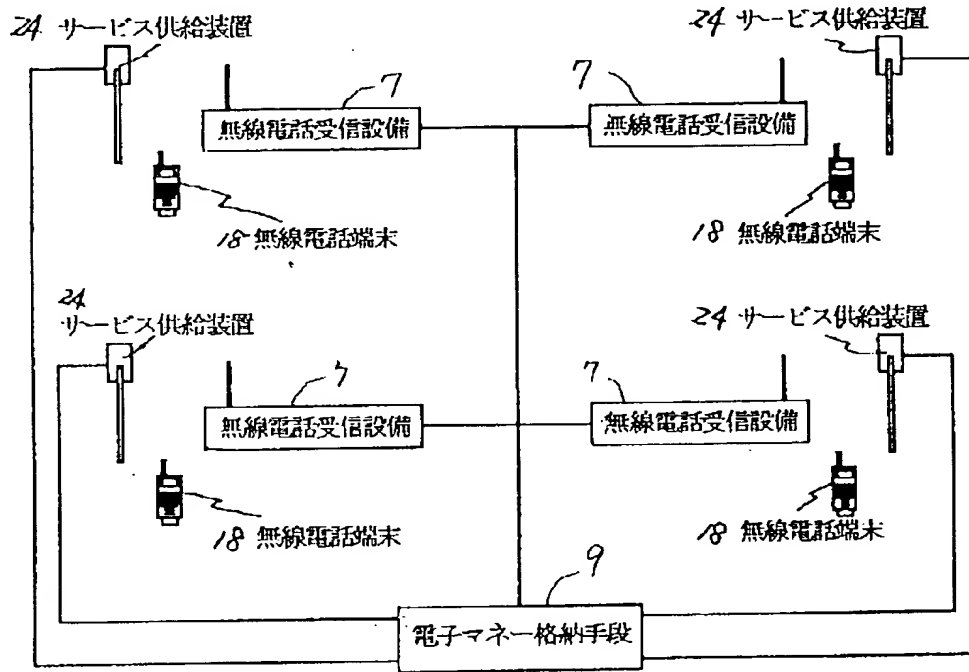 24 サービス供給装置
24 サービス供給装置
7
7
無線電話受信設備
無線電話受信設備
18 無線電話端末
18 無線電話端末
24
サービス供給装置
24 サービス供給装置
7
7
無線電話受信設備
無線電話受信設備
18 無線電話端末
18 無線電話端末
9
電子マネー格納手段